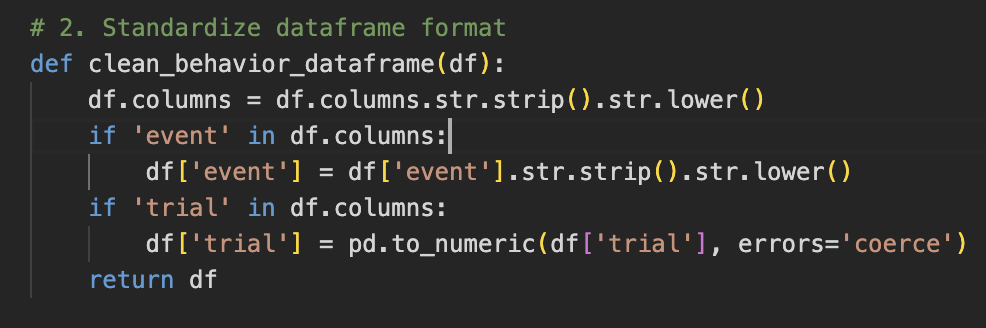 # 2. Standardize dataframe format
def clean_behavior_dataframe(df):
    df.columns = df.columns.str.strip().str.lower()
    if 'event' in df.columns:
        df['event'] = df['event'].str.strip().str.lower()
    if 'trial' in df.columns:
        df['trial'] = pd.to_numeric(df['trial'], errors='coerce')
    return df